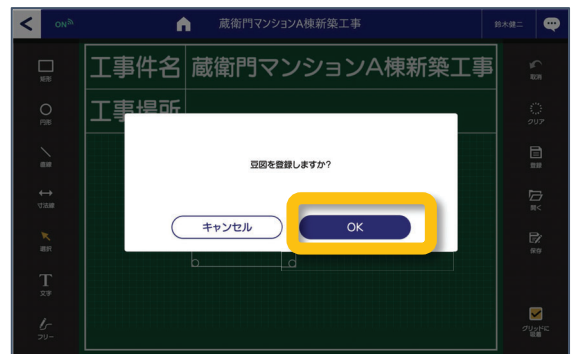 ON
蔵衛門マンションA棟新築工事
鈴木健二
工事件名 蔵衛門マンションA棟新築工事
工事場所
豆図を登録しますか?
キャンセル
OK
矩形
円形
直線
寸法線
選択
T
文字
フリー
取消
クリア
登録
開く
保存
グリッドに
吸着